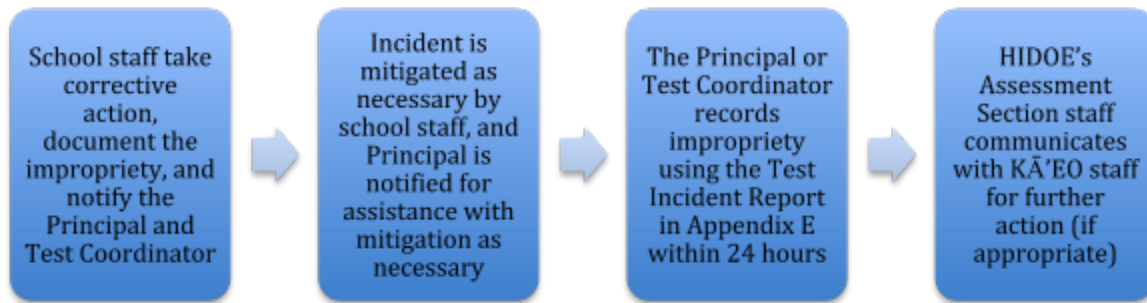 School staff take
corrective
action,
document the
impropriety, and
notify the
Principal and
Test Coordinator
Incident is
mitigated as
necessary by
school staff, and
Principal is
notified for
assistance with
mitigation as
necessary
The Principal or
Test Coordinator
records
impropriety
using the Test
Incident Report
in Appendix E
within 24 hours
HIDOE’s
Assessment
Section staff
communicates
with KĀ’EO staff
for further
action (if
appropriate)